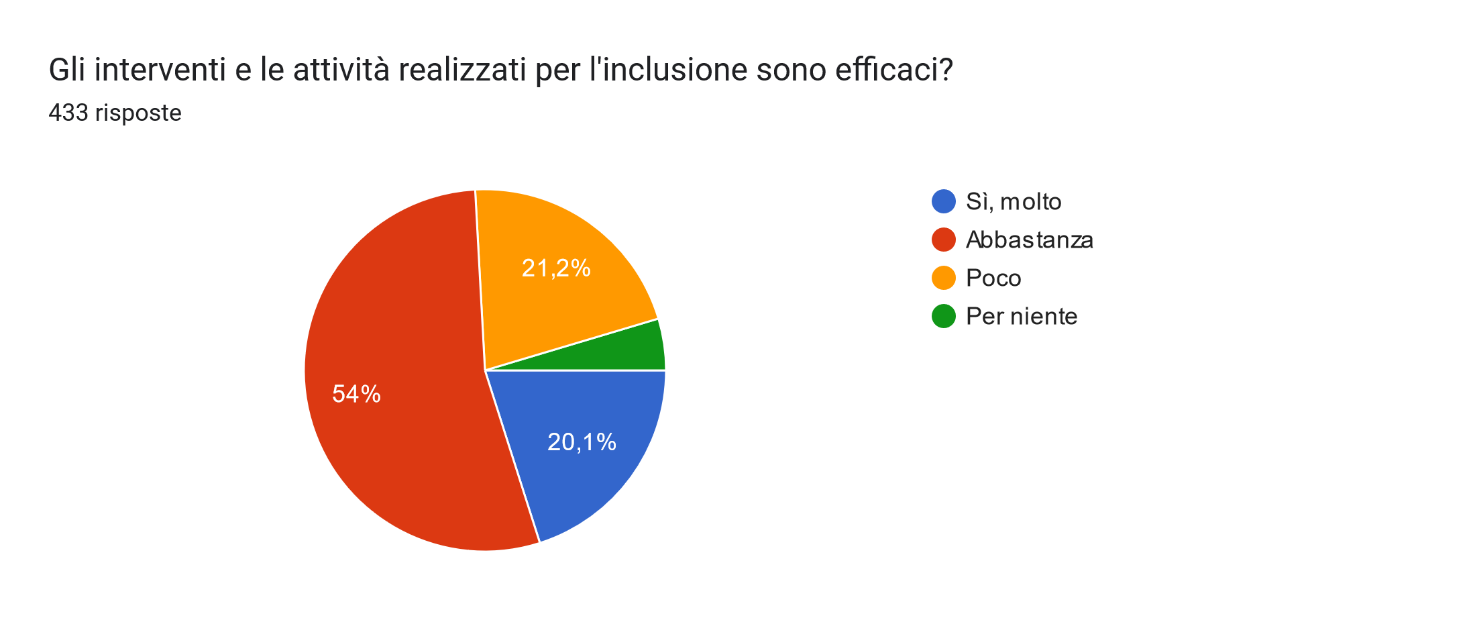 Gli interventi e le attività realizzati per l'inclusione sono efficaci?
433 risposte
Sì, molto
Abbastanza
Poco
Per niente
21,2%
54%
20,1%